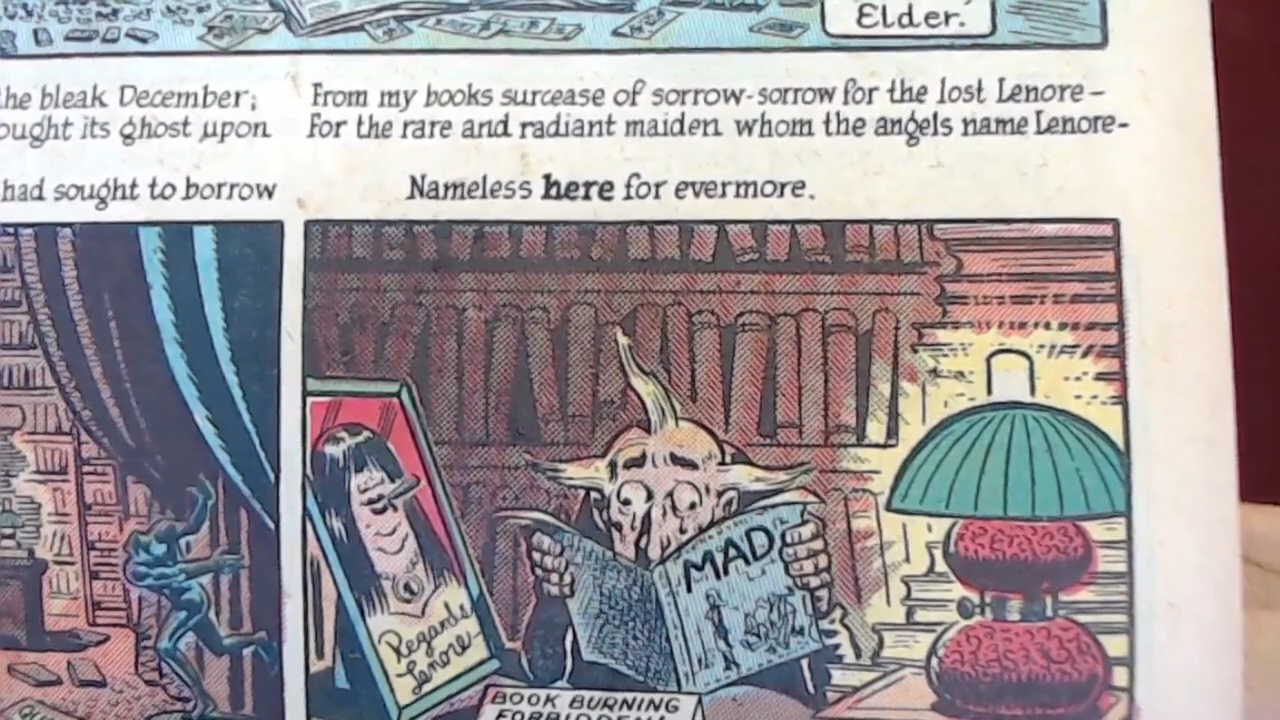 Elder.
he bleak December;
ought its ghost upon
had sought to borrow
From my books surcease of sorrow-sorrow for the lost Lenore-
For the rare and radiant maiden whom the angels name Lenore-
Nameless here for evermore.
MAD
Regards
Lenore-
BOOK BURNING
FORBIDDEN!